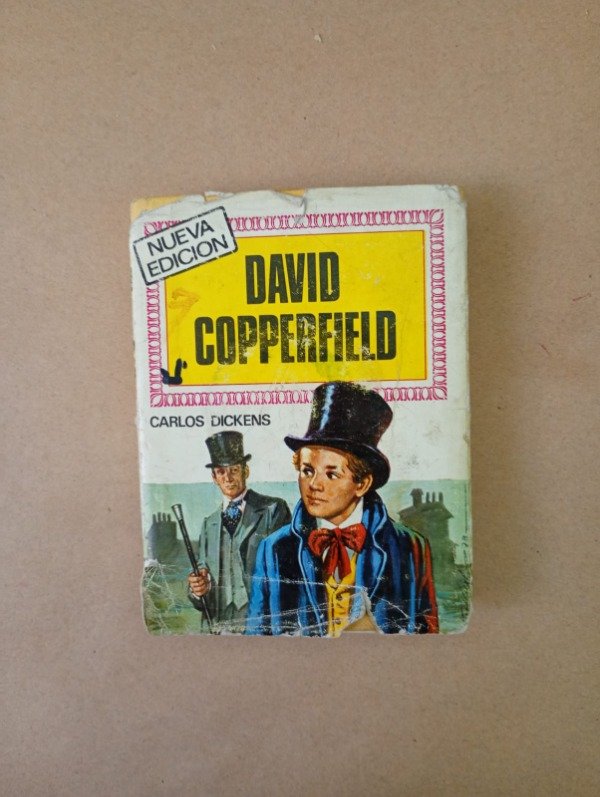 NUEVA
EDICION
DAVID
COPPERFIELD
CARLOS DICKENS